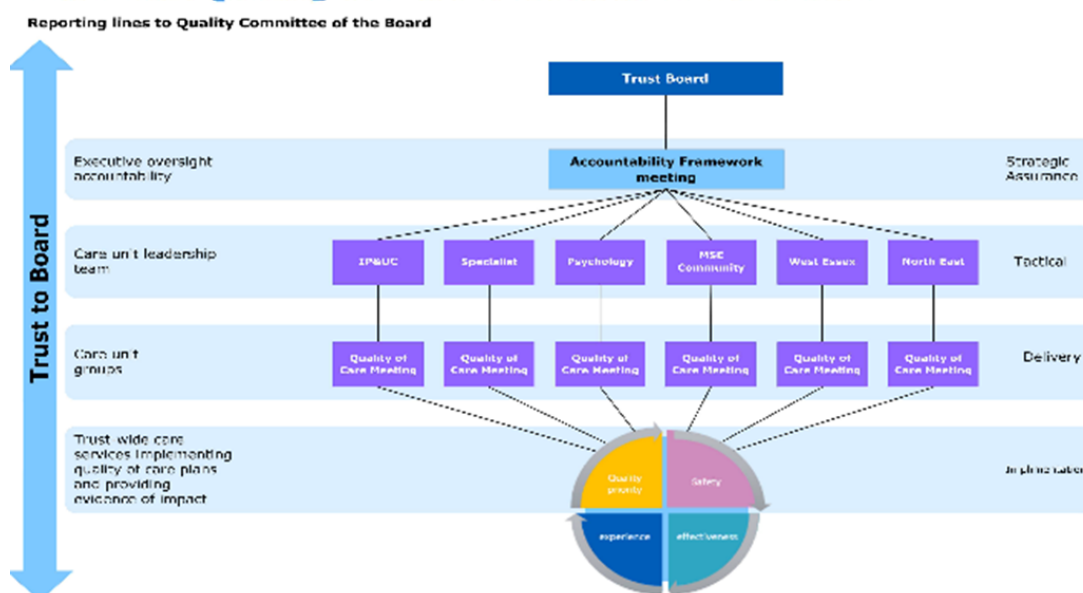 Reporting lines to Quality Committee of the Board
Trust to Board
Trust Board
Executive oversight
accountability
Accountability Framework
meeting
Strategic
Assurance
Care unit leadership
team
IP&UC
Specialist
Psychology
MSE
Community
West Essex
North East
Tactical
Care unit
groups
Quality of
Care Meeting
Quality of
Care Meeting
Quality of
Care Meeting
Quality of
Care Meeting
Quality of
Care Meeting
Quality of
Care Meeting
Delivery
Trust-wide care
services implementing
quality of care plans
and providing
evidence of impact
Quality
priority
Safety
experience
effectiveness